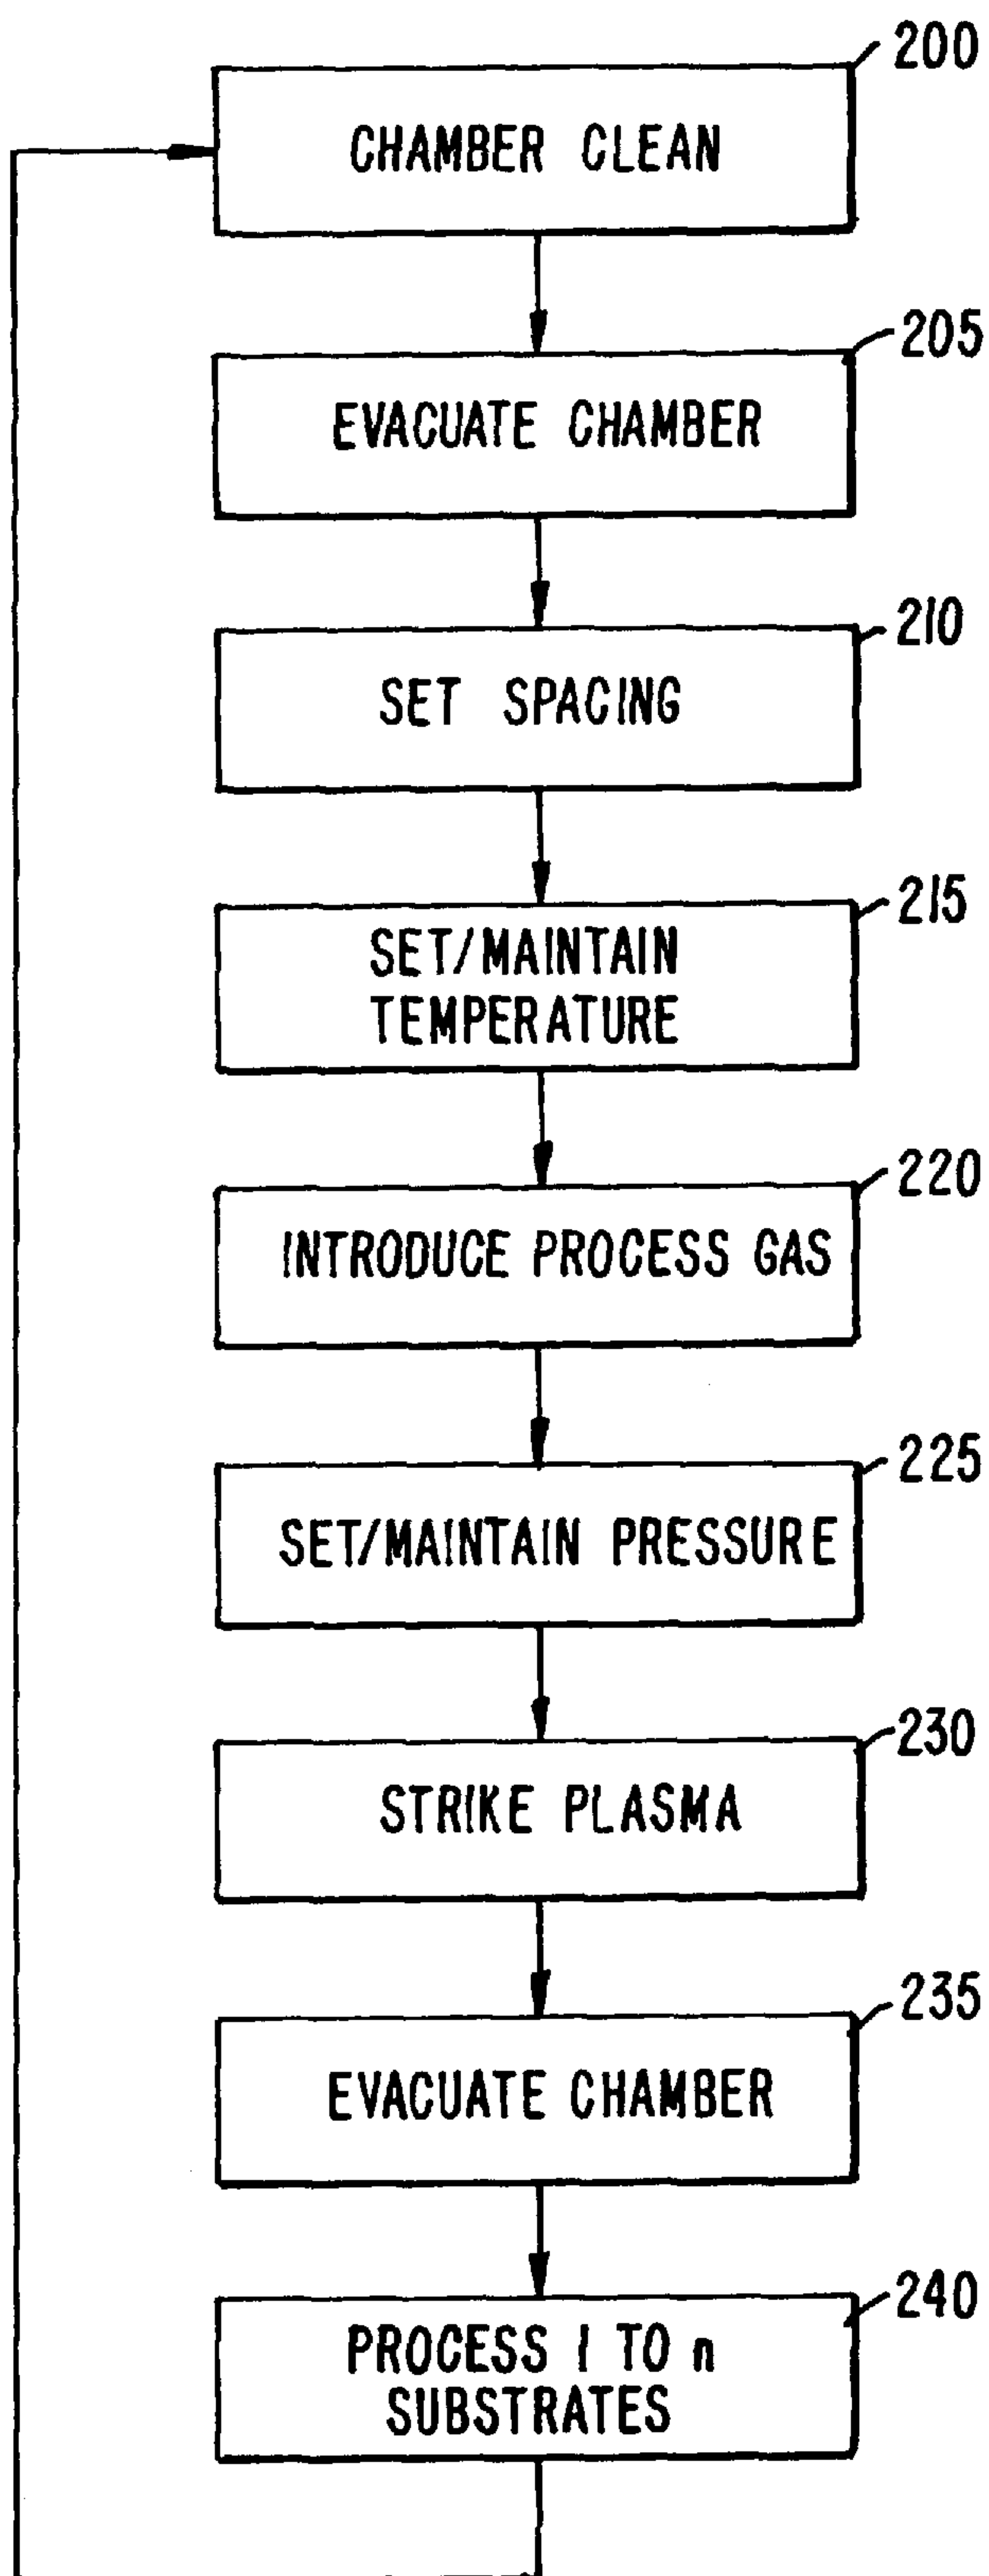 200
CHAMBER CLEAN
205
EVACUATE CHAMBER
210
SET SPACING
215
SET/MAINTAIN
TEMPERATURE
220
INTRODUCE PROCESS GAS
225
SET/MAINTAIN PRESSURE
230
STRIKE PLASMA
235
EVACUATE CHAMBER
240
PROCESS 1 TO n
SUBSTRATES